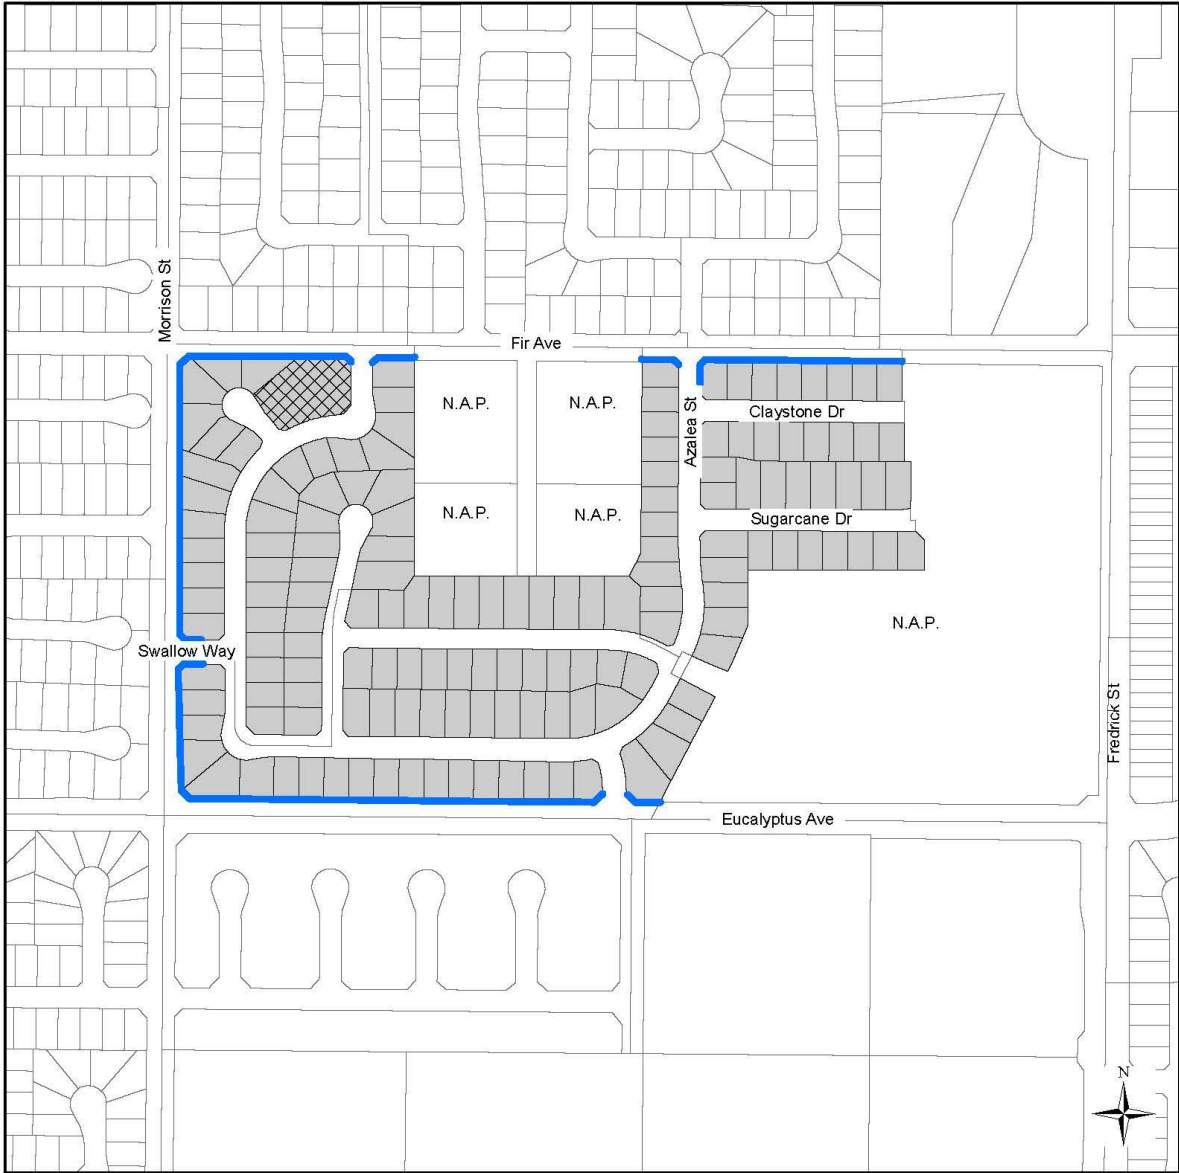 Morrison St
Fir Ave
N.A.P.
N.A.P.
Azalea St
Claystone Dr
N.A.P.
N.A.P.
Sugarcane Dr
N.A.P.
Swallow Way
Fredrick St
Eucalyptus Ave
N